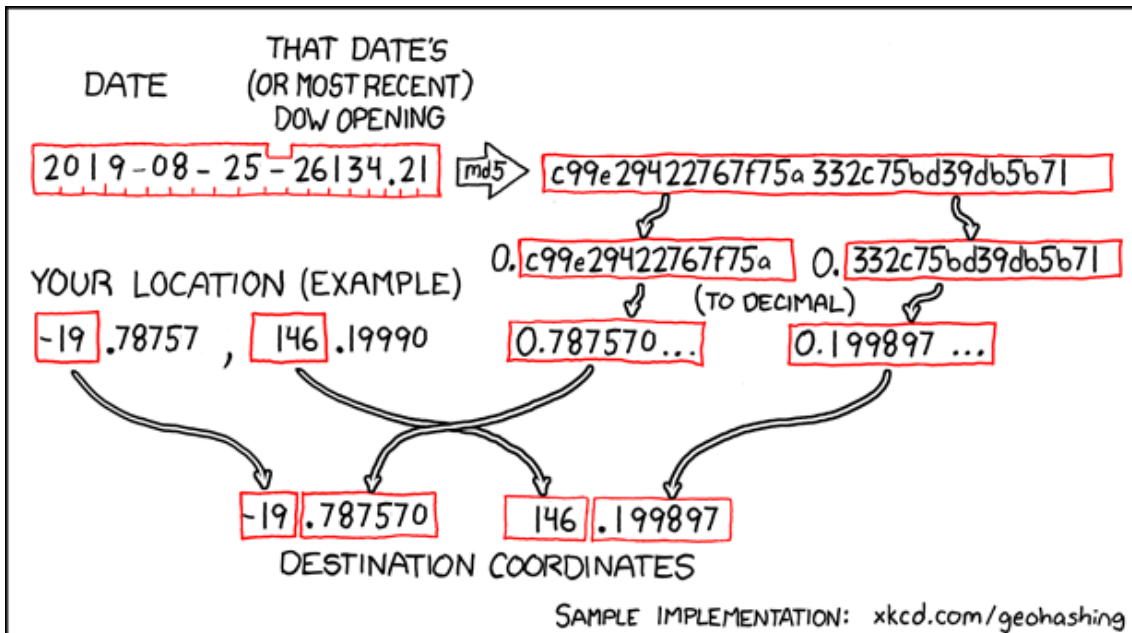 DATE
THAT DATE'S
(OR MOST RECENT)
DOW OPENING
2019-08-25-26134.21
md5
c99e29422767f75a332c75bd39db5b71
0.c99e29422767f75a
0.332c75bd39db5b71
YOUR LOCATION (EXAMPLE)
(TO DECIMAL)
-19.78757, 146.19990
0.787570...
0.199897...
-19.787570
146.199897
DESTINATION COORDINATES
SAMPLE IMPLEMENTATION: xkcd.com/geohashing